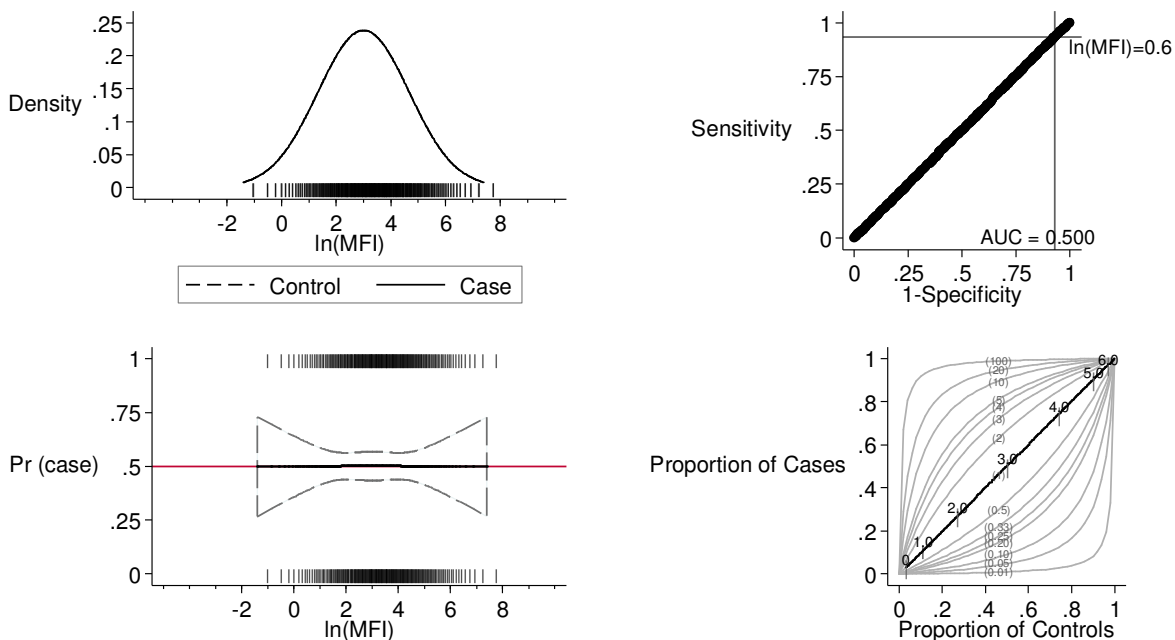 .25
.2
.15
.1
.05
0
Density
-2 0 2 4 6 8
ln(MFI)
Control Case
1
.75
.5
.25
0
Sensitivity
ln(MFI)=0.6
AUC = 0.500
0 .25 .5 .75 1
1-Specificity
1
.75
.5
.25
0
Pr (case)
-2 0 2 4 6 8
ln(MFI)
1
.8
.6
.4
.2
0
Proportion of Cases
(100)
(20)
(10)
(5)
(4)
(3)
(2)
(1)
(0.5)
(0.33)
(0.25)
(0.20)
(0.10)
(0.05)
(0.01)
6.0
5.0
4.0
3.0
2.0
1.0
0
0 .2 .4 .6 .8 1
Proportion of Controls